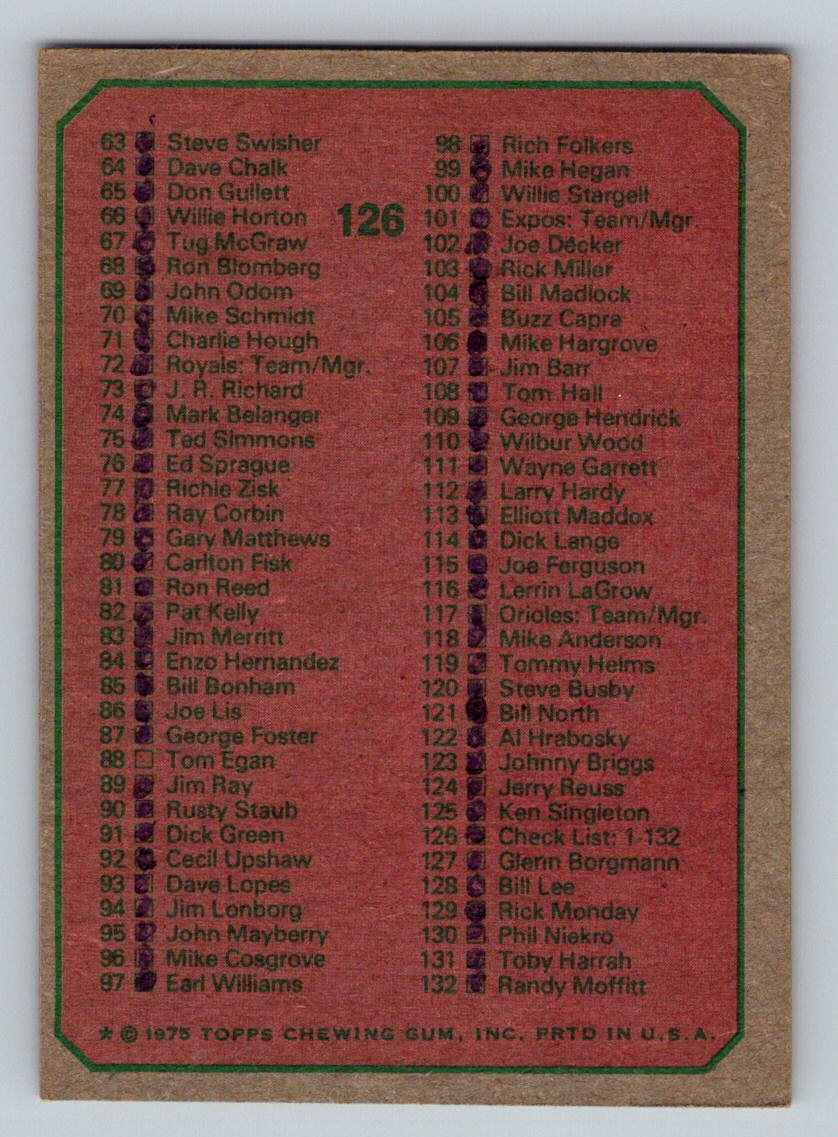 63 Steve Swisher
64 Dave Chalk
65 Don Gullett
66 Willie Horton
67 Tug McGraw
68 Ron Blomberg
69 John Odom
70 Mike Schmidt
71 Charlie Hough
72 Royals: Team/Mgr.
73 J. R. Richard
74 Mark Belanger
75 Ted Simmons
76 Ed Sprague
77 Richie Zisk
78 Ray Corbin
79 Gary Matthews
80 Carlton Fisk
81 Ron Reed
82 Pat Kelly
83 Jim Merritt
84 Enzo Hernandez
85 Bill Bonham
86 Joe Lis
87 George Foster
88 Tom Egan
89 Jim Ray
90 Rusty Staub
91 Dick Green
92 Cecil Upshaw
93 Dave Lopes
94 Jim Lonborg
95 John Mayberry
96 Mike Cosgrove
97 Earl Williams
126
98 Rich Folkers
99 Mike Hegan
100 Willie Stargell
101 Expos: Team/Mgr.
102 Joe Decker
103 Rick Miller
104 Bill Madlock
105 Buzz Capra
106 Mike Hargrove
107 Jim Barr
108 Tom Hall
109 George Hendrick
110 Wilbur Wood
111 Wayne Garrett
112 Larry Hardy
113 Elliott Maddox
114 Dick Lange
115 Joe Ferguson
116 Lerrin LaGrow
117 Orioles: Team/Mgr.
118 Mike Anderson
119 Tommy Helms
120 Steve Busby
121 Bill North
122 Al Hrabosky
123 Johnny Briggs
124 Jerry Reuss
125 Ken Singleton
126 Check List: 1-132
127 Glenn Borgmann
128 Bill Lee
129 Rick Monday
130 Phil Niekro
131 Toby Harrah
132 Randy Moffitt
* © 1975 TOPPS CHEWING GUM, INC. PRTD IN U.S.A.